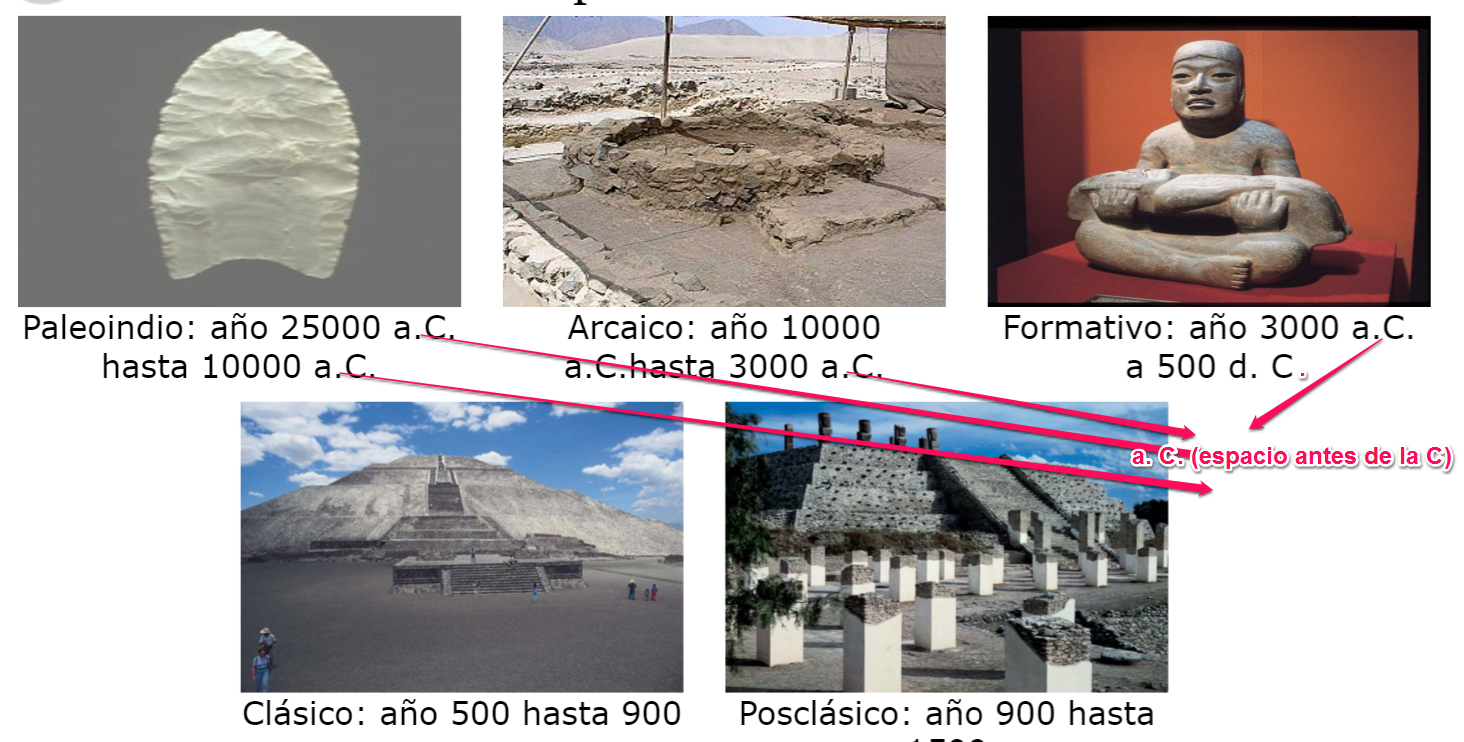 Paleoindio: año 25000 a.C.
hasta 10000 a.C.
Arcaico: año 10000
a.C.hasta 3000 a.C.
Formativo: año 3000 a.C.
a 500 d. C.
a. C. (espacio antes de la C)
Clásico: año 500 hasta 900
Posclásico: año 900 hasta